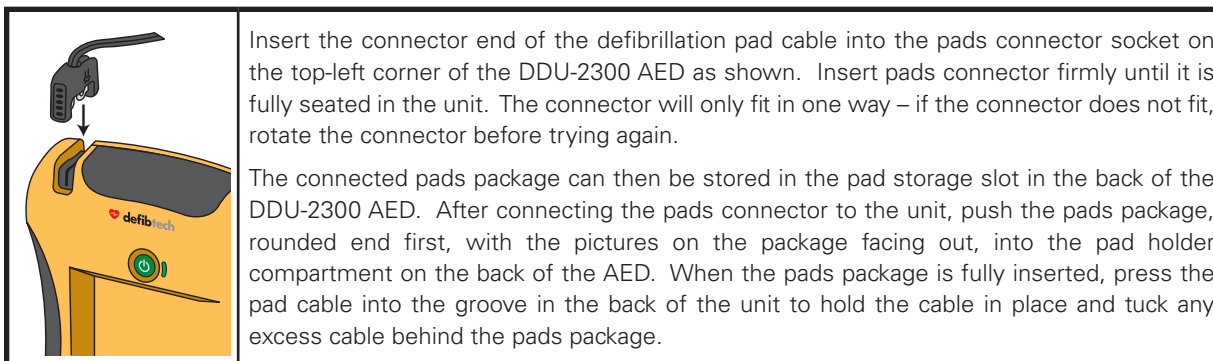 Insert the connector end of the defibrillation pad cable into the pads connector socket on
the top-left corner of the DDU-2300 AED as shown. Insert pads connector firmly until it is
fully seated in the unit. The connector will only fit in one way – if the connector does not fit,
rotate the connector before trying again.
The connected pads package can then be stored in the pad storage slot in the back of the
DDU-2300 AED. After connecting the pads connector to the unit, push the pads package,
rounded end first, with the pictures on the package facing out, into the pad holder
compartment on the back of the AED. When the pads package is fully inserted, press the
pad cable into the groove in the back of the unit to hold the cable in place and tuck any
excess cable behind the pads package.
defibtech